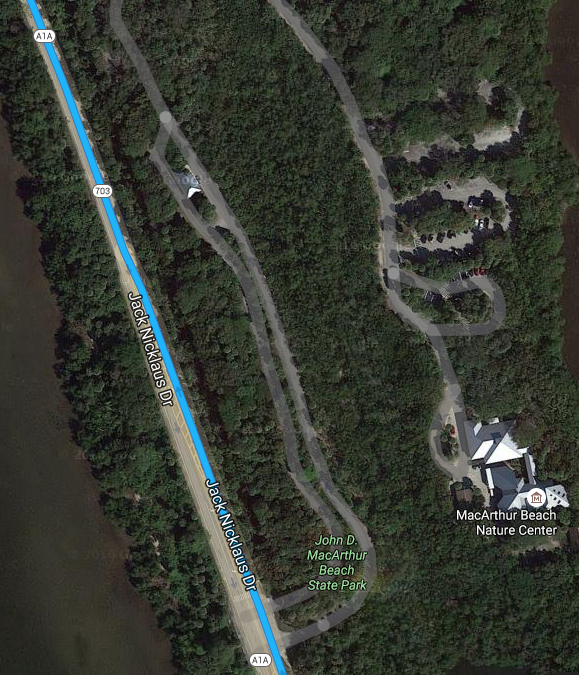 A1A
703
Jack Nicklaus Dr
Jack Nicklaus Dr
MacArthur Beach
Nature Center
John D.
MacArthur
Beach
State Park
A1A